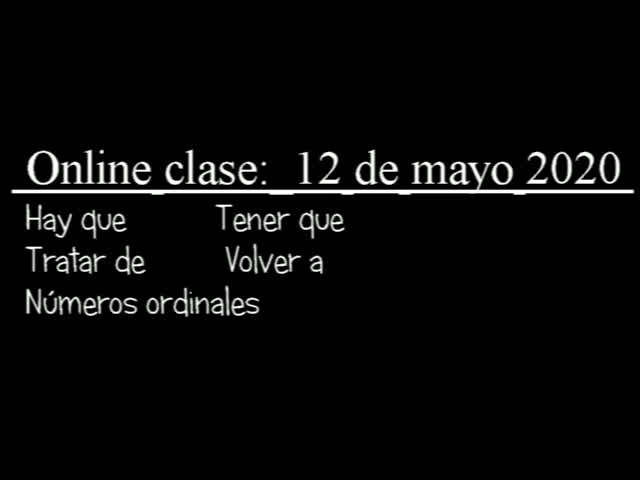 Online clase: 12 de mayo 2020
Hay que Tener que
Tratar de Volver a
Números ordinales